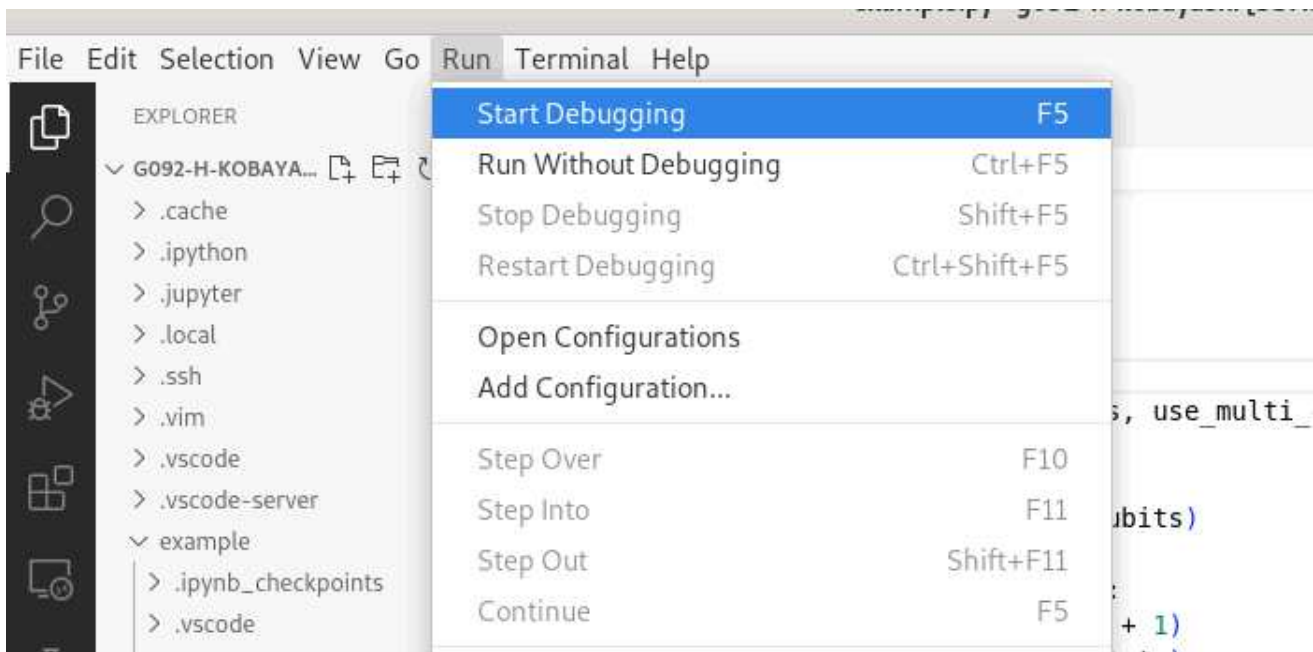 File Edit Selection View Go Run Terminal Help
EXPLORER
G092-H-KOBAYA...
> .cache
> .ipython
> .jupyter
> .local
> .ssh
> .vim
> .vscode
> .vscode-server
example
> .ipynb_checkpoints
> .vscode
Start Debugging F5
Run Without Debugging Ctrl+F5
Stop Debugging Shift+F5
Restart Debugging Ctrl+Shift+F5
Open Configurations
Add Configuration...
Step Over F10
Step Into F11
Step Out Shift+F11
Continue F5
, use_multi_
bits)
:
+ 1)